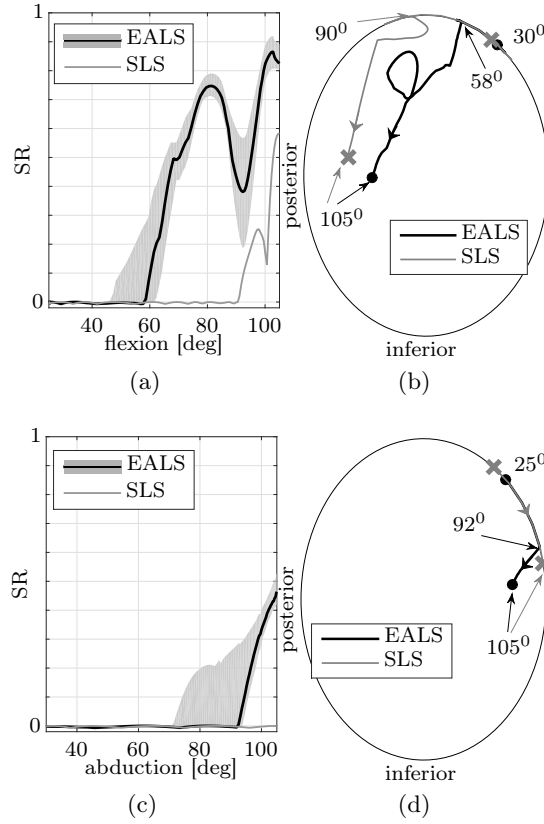 1
SR
0
EALS
SLS
40 60 80 100
flexion [deg]
(a)
90⁰
30⁰
58⁰
105⁰
posterior
EALS
SLS
inferior
(b)
1
SR
0
EALS
SLS
40 60 80 100
abduction [deg]
(c)
25⁰
92⁰
105⁰
posterior
EALS
SLS
inferior
(d)